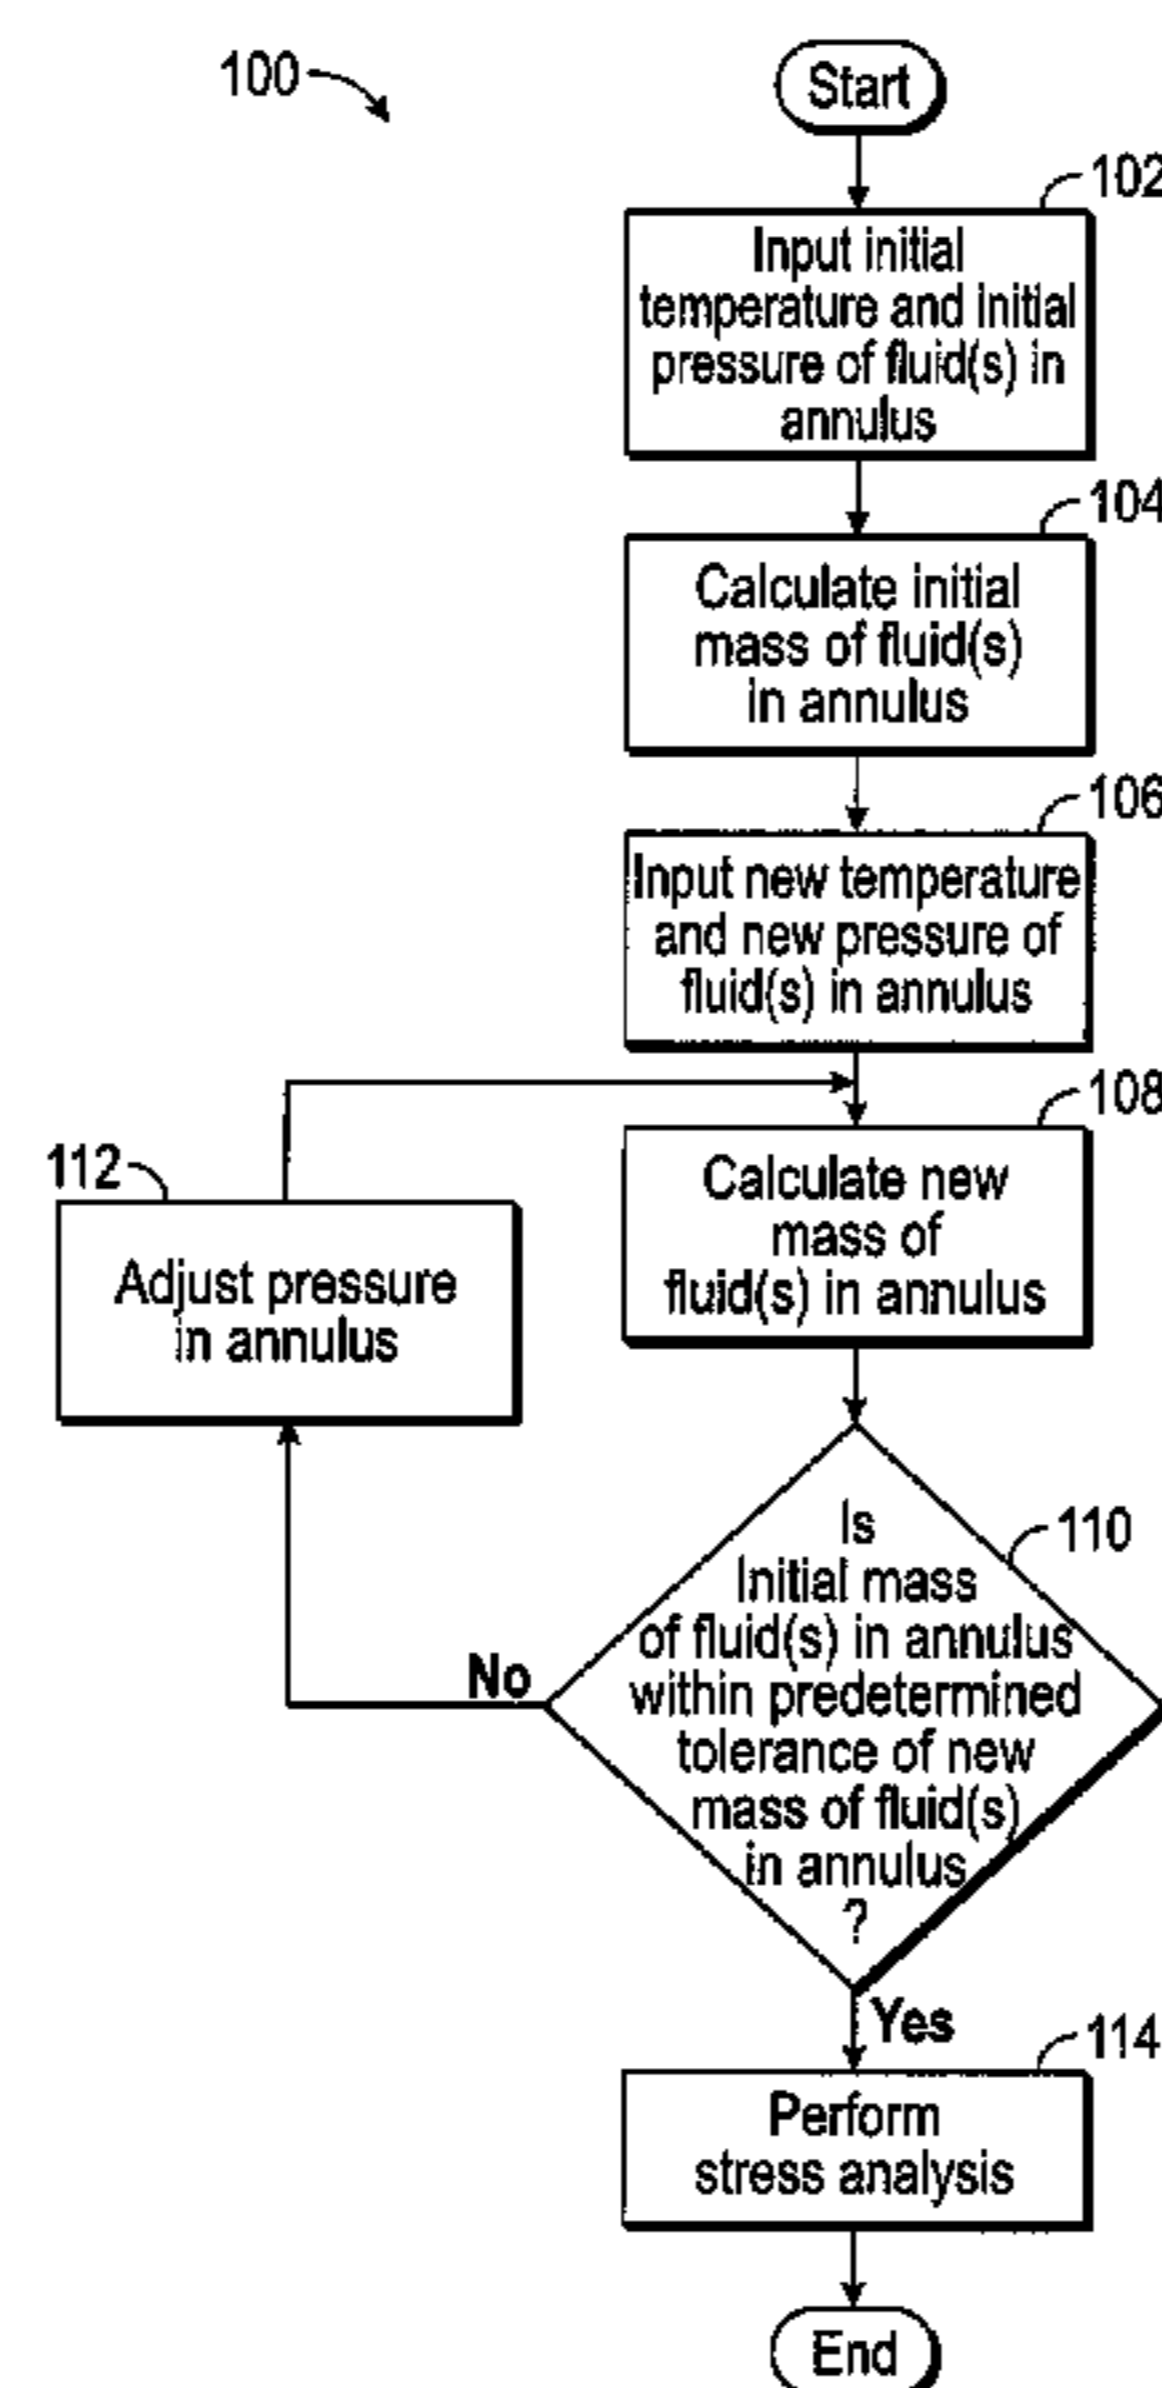 100
Start
102
Input initial
temperature and initial
pressure of fluid(s) in
annulus
104
Calculate initial
mass of fluid(s)
in annulus
106
Input new temperature
and new pressure of
fluid(s) in annulus
108
Calculate new
mass of
fluid(s) in annulus
112
Adjust pressure
in annulus
110
Is
Initial mass
of fluid(s) in annulus
within predetermined
tolerance of new
mass of fluid(s)
in annulus
?
No
Yes
114
Perform
stress analysis
End